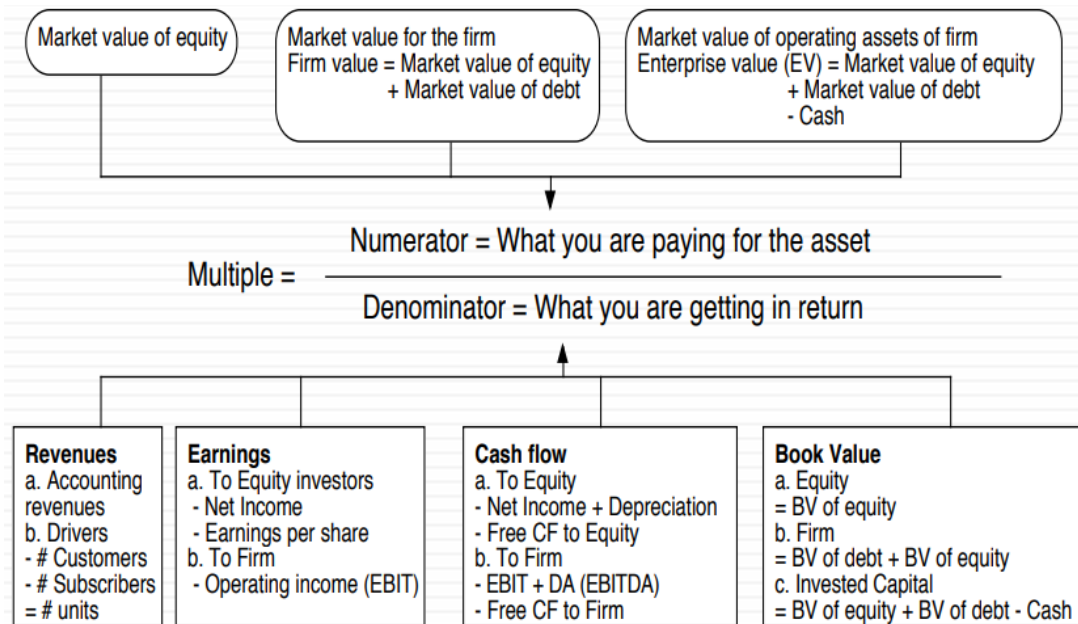 Market value of equity
Market value for the firm
Firm value = Market value of equity
+ Market value of debt
Market value of operating assets of firm
Enterprise value (EV) = Market value of equity
+ Market value of debt
- Cash
Numerator = What you are paying for the asset
Multiple =
Denominator = What you are getting in return
Revenues
a. Accounting
revenues
b. Drivers
- # Customers
- # Subscribers
= # units
Earnings
a. To Equity investors
- Net Income
- Earnings per share
b. To Firm
- Operating income (EBIT)
Cash flow
a. To Equity
- Net Income + Depreciation
- Free CF to Equity
b. To Firm
- EBIT + DA (EBITDA)
- Free CF to Firm
Book Value
a. Equity
= BV of equity
b. Firm
= BV of debt + BV of equity
c. Invested Capital
= BV of equity + BV of debt - Cash